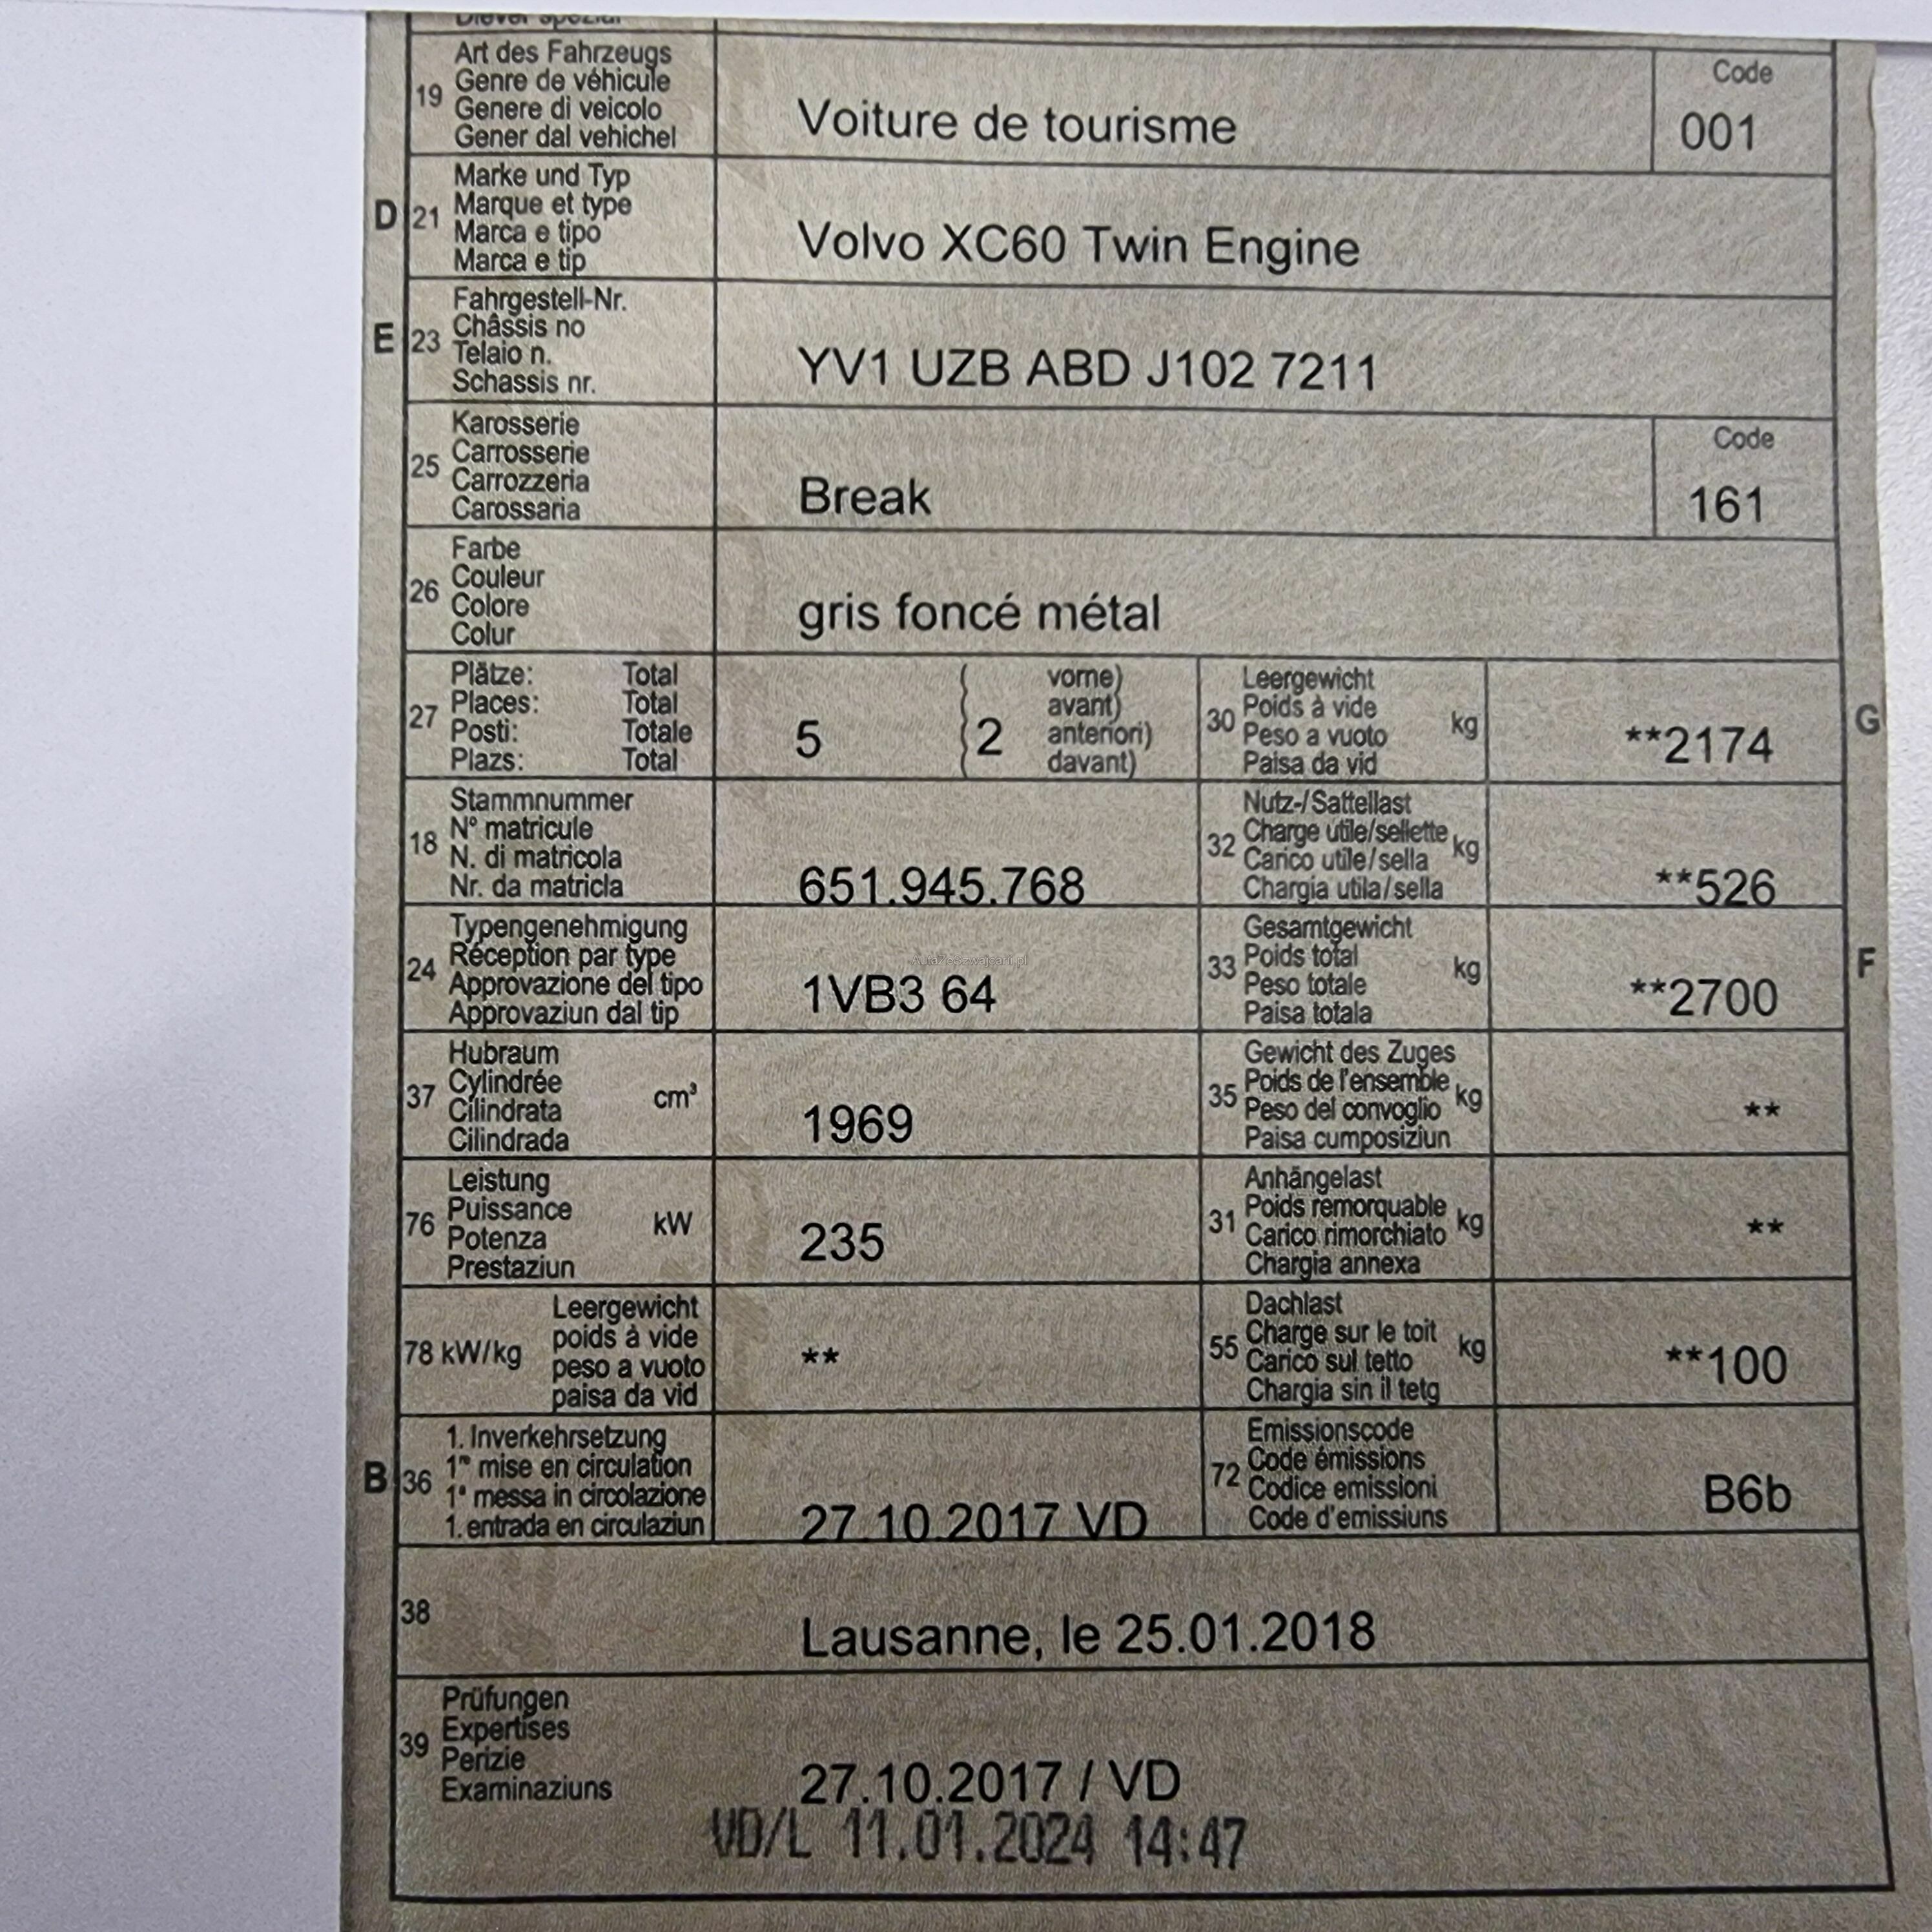 19 Art des Fahrzeugs
Genre de véhicule
Genere di veicolo
Gener dal vehichel
Voiture de tourisme
Code
001
D 21 Marke und Typ
Marque et type
Marca e tipo
Marca e tip
Volvo XC60 Twin Engine
E 23 Fahrgestell-Nr.
Châssis no
Telaio n.
Schassis nr.
YV1 UZB ABD J102 7211
25 Karosserie
Carrosserie
Carrozzeria
Carossaria
Break
Code
161
26 Farbe
Couleur
Colore
Colur
gris foncé métal
27 Plätze: Total
Places: Total
Posti: Totale
Plazs: Total
5 (2 vorne)
avant)
anteriori)
davant)
30 Leergewicht
Poids à vide
Peso a vuoto
Paisa da vid
kg
**2174
G
18 Stammnummer
N° matricule
N. di matricola
Nr. da matricla
651.945.768
32 Nutz-/Sattellast
Charge utile/sellette
Carico utile/sella
Chargia utila/sella
kg
**526
24 Typengenehmigung
Réception par type
Approvazione del tipo
Approvaziun dal tip
1VB3 64
33 Gesamtgewicht
Poids total
Peso totale
Paisa totala
kg
**2700
F
37 Hubraum
Cylindrée
Cilindrata
Cilindrada
cm³
1969
35 Gewicht des Zuges
Poids de l'ensemble
Peso del convoglio
Paisa cumposiziun
kg
**
76 Leistung
Puissance
Potenza
Prestaziun
kW
235
31 Anhängelast
Poids remorquable
Carico rimorchiato
Chargia annexa
kg
**
78 kW/kg Leergewicht
poids à vide
peso a vuoto
paisa da vid
**
55 Dachlast
Charge sur le toit
Carico sul tetto
Chargia sin il tetg
kg
**100
B 36 1. Inverkehrsetzung
1re mise en circulation
1a messa in circolazione
1. entrada en circulaziun
27.10.2017 VD
72 Emissionscode
Code émissions
Codice emissioni
Code d'emissiuns
B6b
38 Lausanne, le 25.01.2018
39 Prüfungen
Expertises
Perizie
Examinaziuns
27.10.2017 / VD
VD/L 11.01.2024 14:47